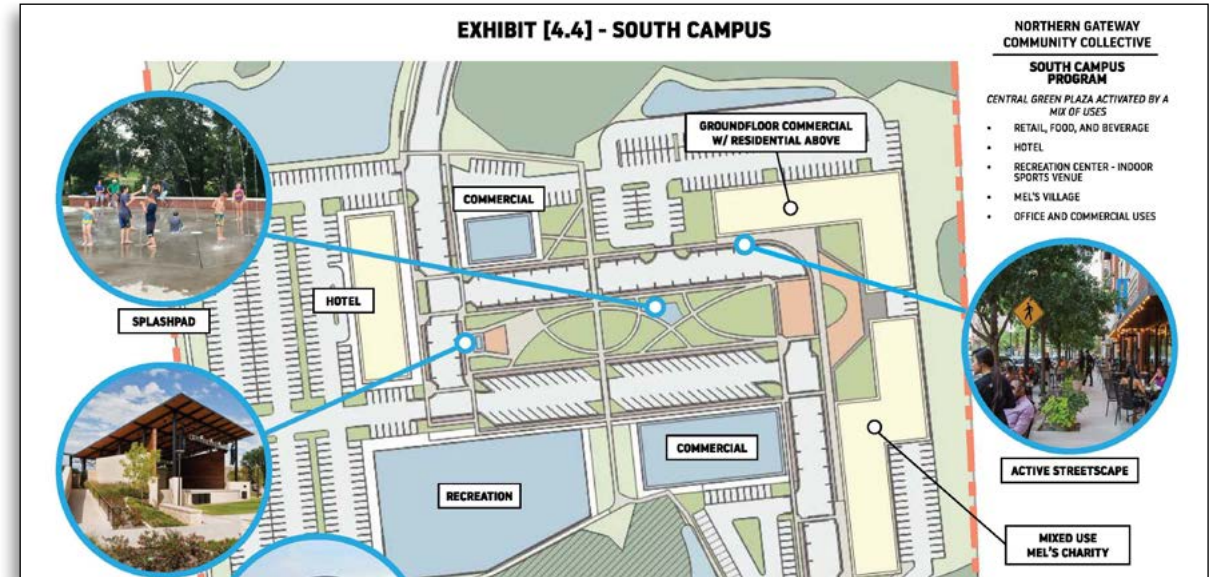 EXHIBIT [4.4] - SOUTH CAMPUS
NORTHERN GATEWAY
COMMUNITY COLLECTIVE
SOUTH CAMPUS
PROGRAM
CENTRAL GREEN PLAZA ACTIVATED BY A
MIX OF USES
• RETAIL, FOOD, AND BEVERAGE
• HOTEL
• RECREATION CENTER - INDOOR
SPORTS VENUE
• MEL'S VILLAGE
• OFFICE AND COMMERCIAL USES
GROUNDFLOOR COMMERCIAL
W/ RESIDENTIAL ABOVE
COMMERCIAL
HOTEL
SPLASHPAD
COMMERCIAL
RECREATION
ACTIVE STREETSCAPE
MIXED USE
MEL'S CHARITY